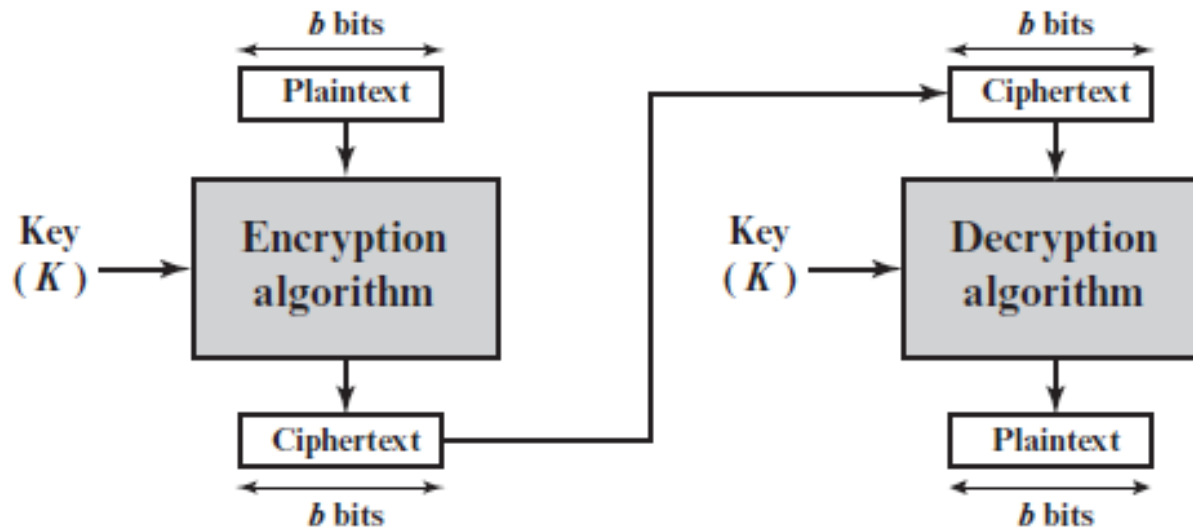 b bits
Plaintext
Key
(K)
Encryption
algorithm
Ciphertext
b bits
b bits
Ciphertext
Key
(K)
Decryption
algorithm
Plaintext
b bits